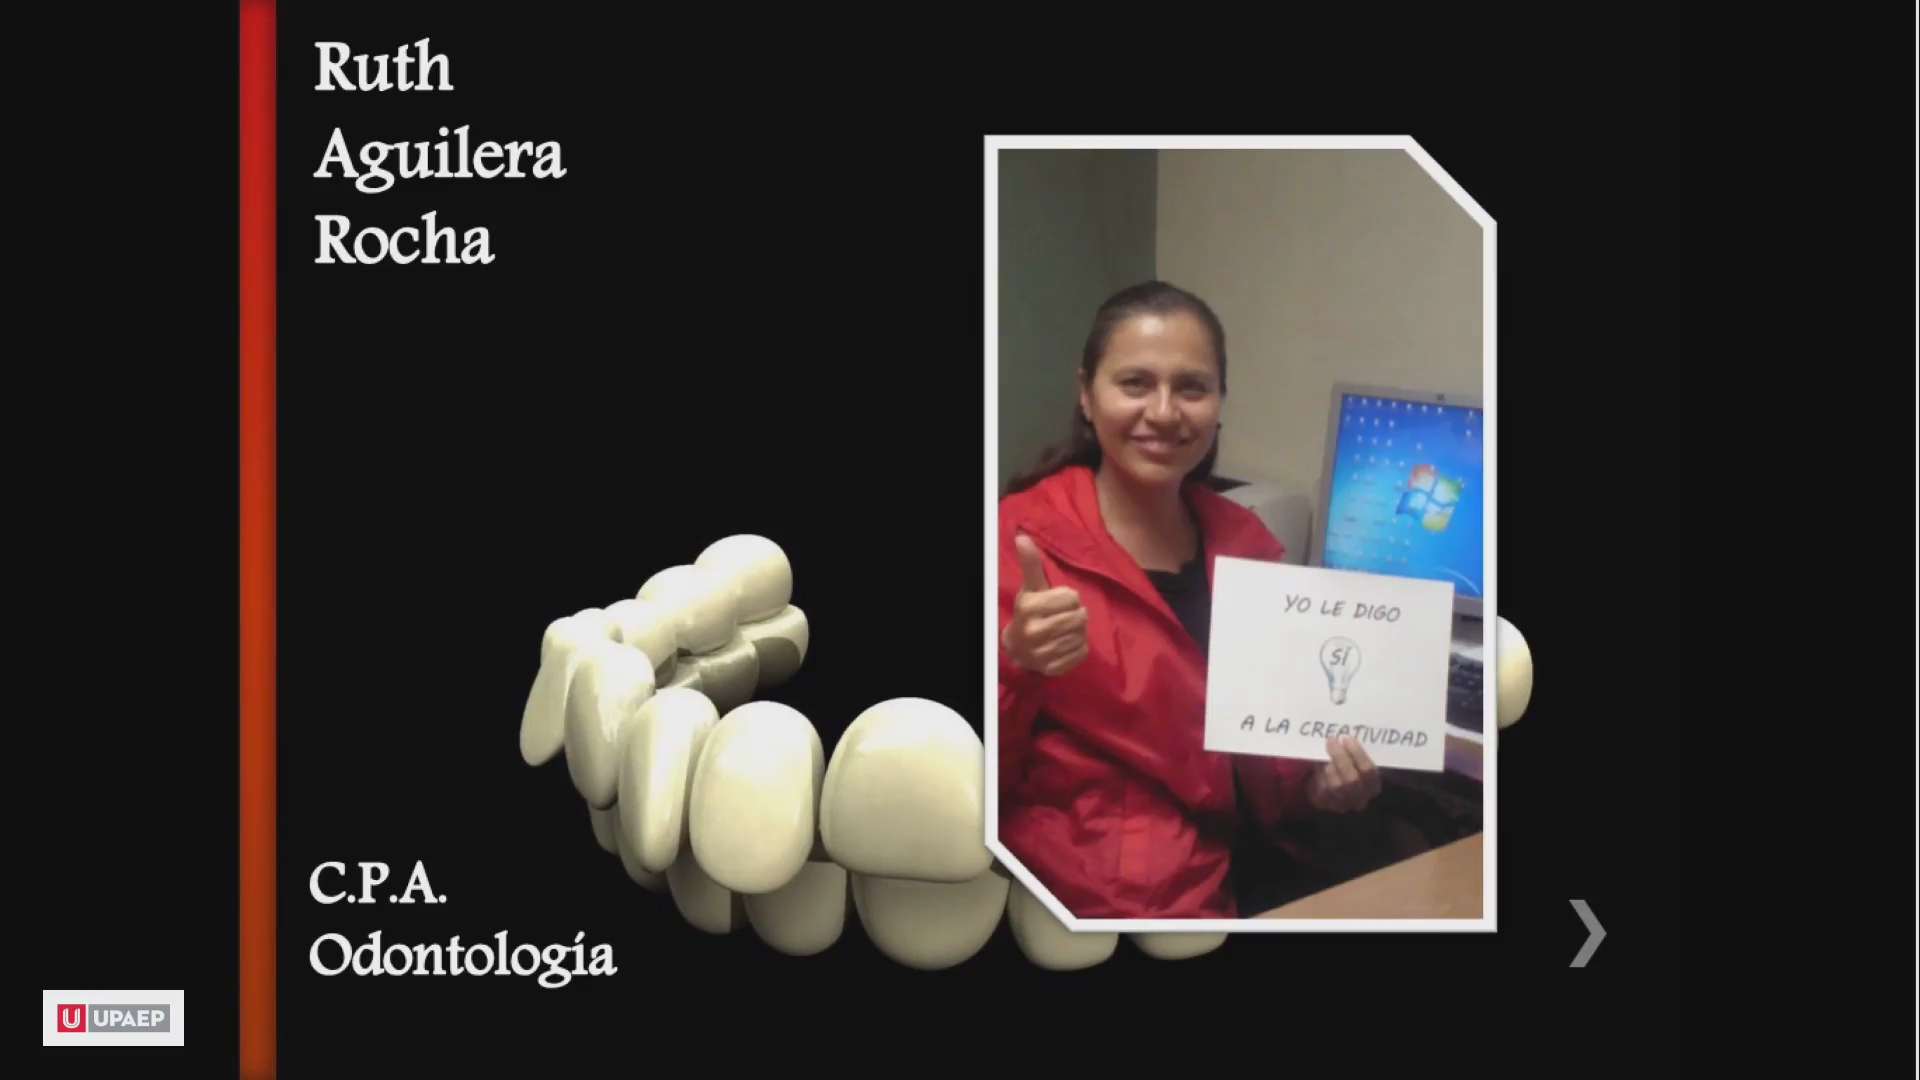 Ruth
Aguilera
Rocha
YO LE DIGO
SÍ
A LA CREATIVIDAD
C.P.A.
Odontología
U UPAEP